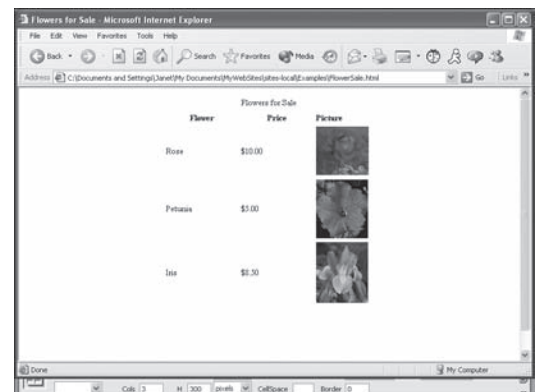 Flowers for Sale - Microsoft Internet Explorer
File Edit View Favorites Tools Help
Back Search Favorites Media
Address C:\Documents and Settings\Janet\My Documents\MyWebSites\sites-local\Examples\FlowerSale.html Go Links »
Flowers for Sale
Flower Price Picture
Rose $10.00
Petunia $5.00
Iris $8.50
Done My Computer
Cols 3 H 300 pixels CellSpace Border 0